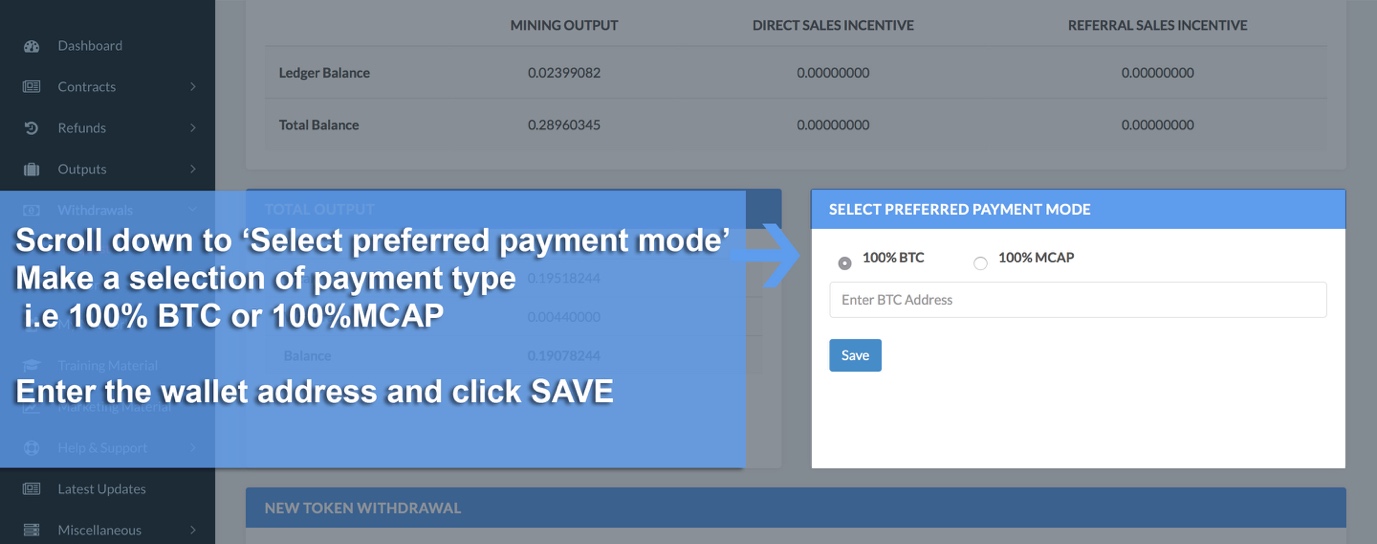 MINING OUTPUT DIRECT SALES INCENTIVE REFERRAL SALES INCENTIVE
Ledger Balance 0.02399082 0.00000000 0.00000000
Total Balance 0.28960345 0.00000000 0.00000000
Dashboard
Contracts
Refunds
Outputs
Withdrawals
Training Material
Marketing Material
Help & Support
Latest Updates
Miscellaneous
TOTAL OUTPUT
0.19518244
0.00440000
Balance 0.19078244
Scroll down to ‘Select preferred payment mode’
Make a selection of payment type
i.e 100% BTC or 100%MCAP
Enter the wallet address and click SAVE
SELECT PREFERRED PAYMENT MODE
100% BTC 100% MCAP
Enter BTC Address
Save
NEW TOKEN WITHDRAWAL